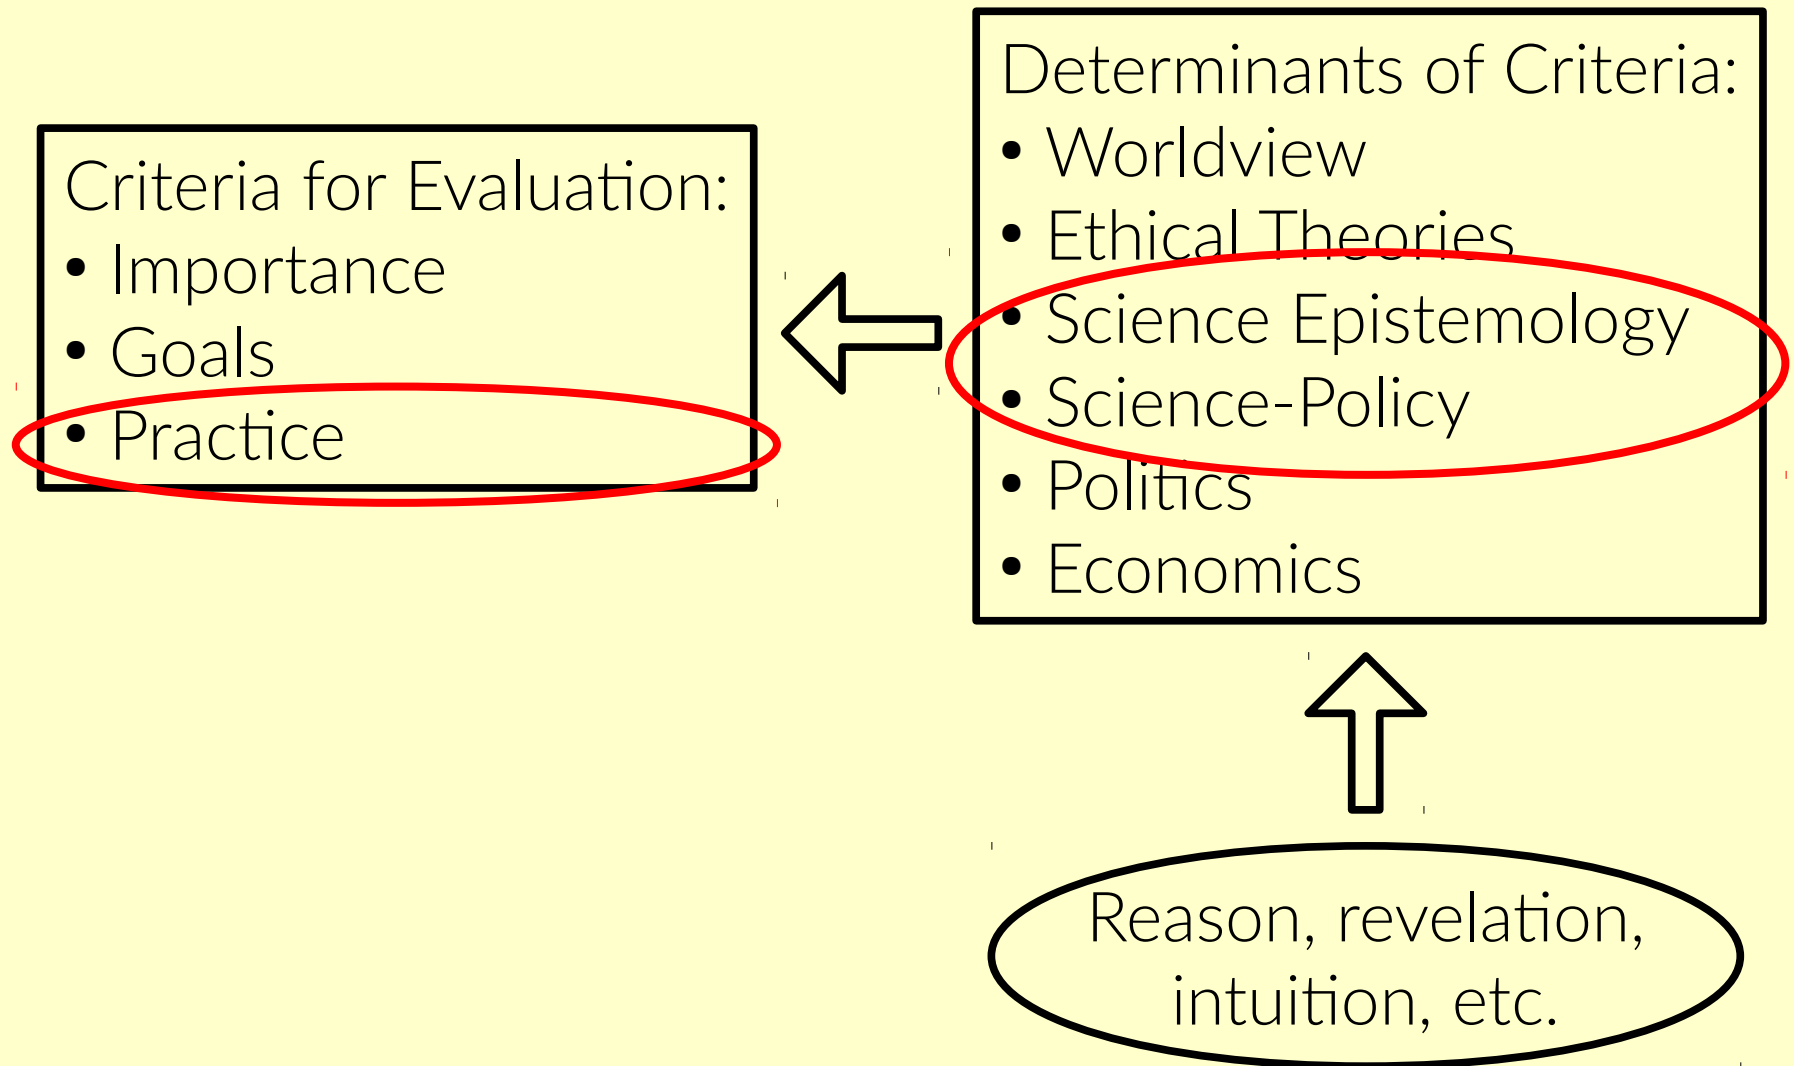 Criteria for Evaluation:
• Importance
• Goals
• Practice
Determinants of Criteria:
• Worldview
• Ethical Theories
• Science Epistemology
• Science-Policy
• Politics
• Economics
Reason, revelation,
intuition, etc.